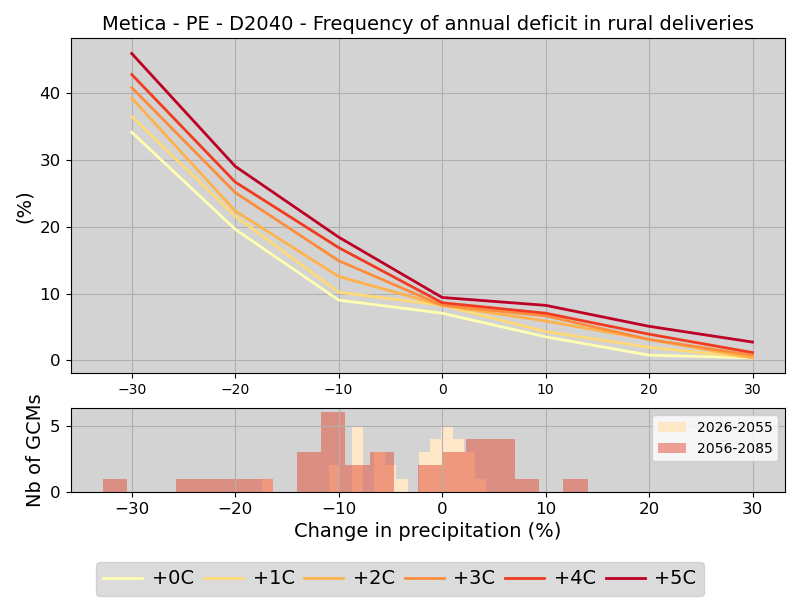 Metica - PE - D2040 - Frequency of annual deficit in rural deliveries
(%)
40
30
20
10
0
−30 −20 −10 0 10 20 30
Nb of GCMs
5
0
2026-2055
2056-2085
−30 −20 −10 0 10 20 30
Change in precipitation (%)
+0C +1C +2C +3C +4C +5C